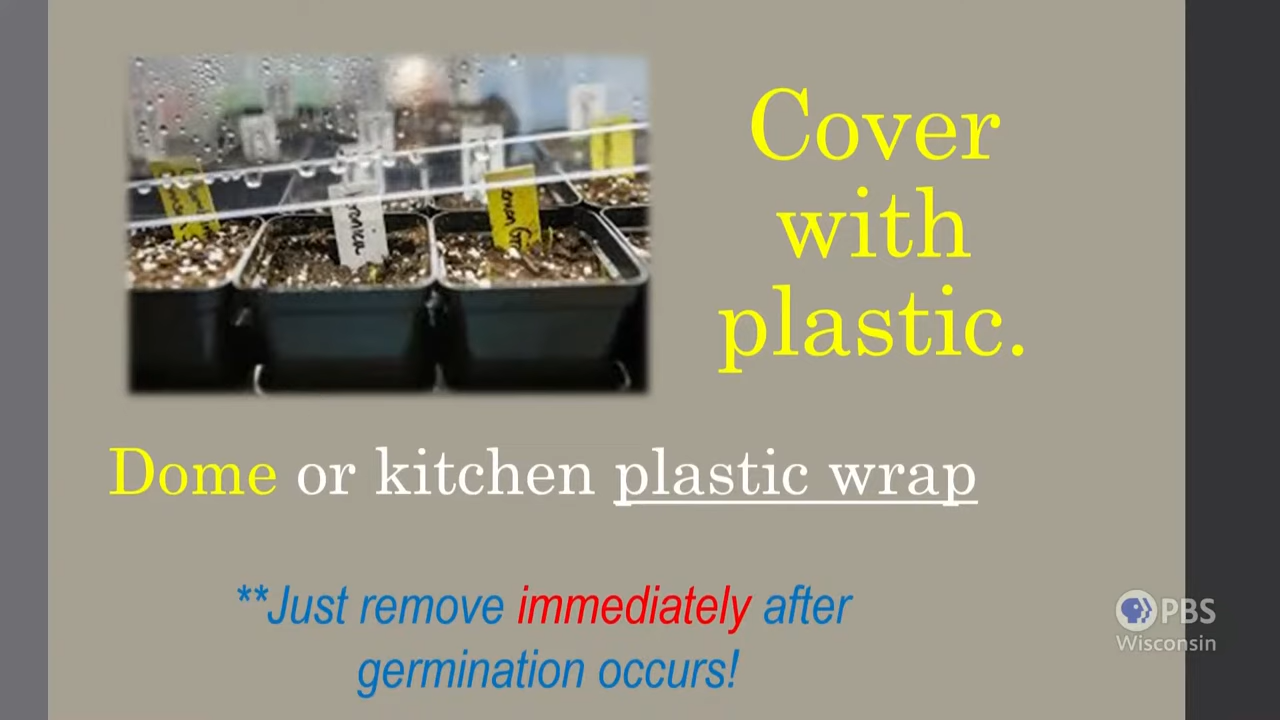 Cover
with
plastic.
Dome or kitchen plastic wrap
**Just remove immediately after
germination occurs!
PBS
Wisconsin